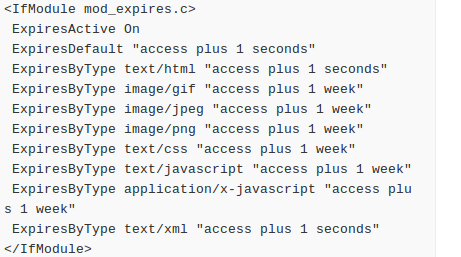 <IfModule mod_expires.c>
ExpiresActive On
ExpiresDefault "access plus 1 seconds"
ExpiresByType text/html "access plus 1 seconds"
ExpiresByType image/gif "access plus 1 week"
ExpiresByType image/jpeg "access plus 1 week"
ExpiresByType image/png "access plus 1 week"
ExpiresByType text/css "access plus 1 week"
ExpiresByType text/javascript "access plus 1 week"
ExpiresByType application/x-javascript "access plu
s 1 week"
ExpiresByType text/xml "access plus 1 seconds"
</IfModule>